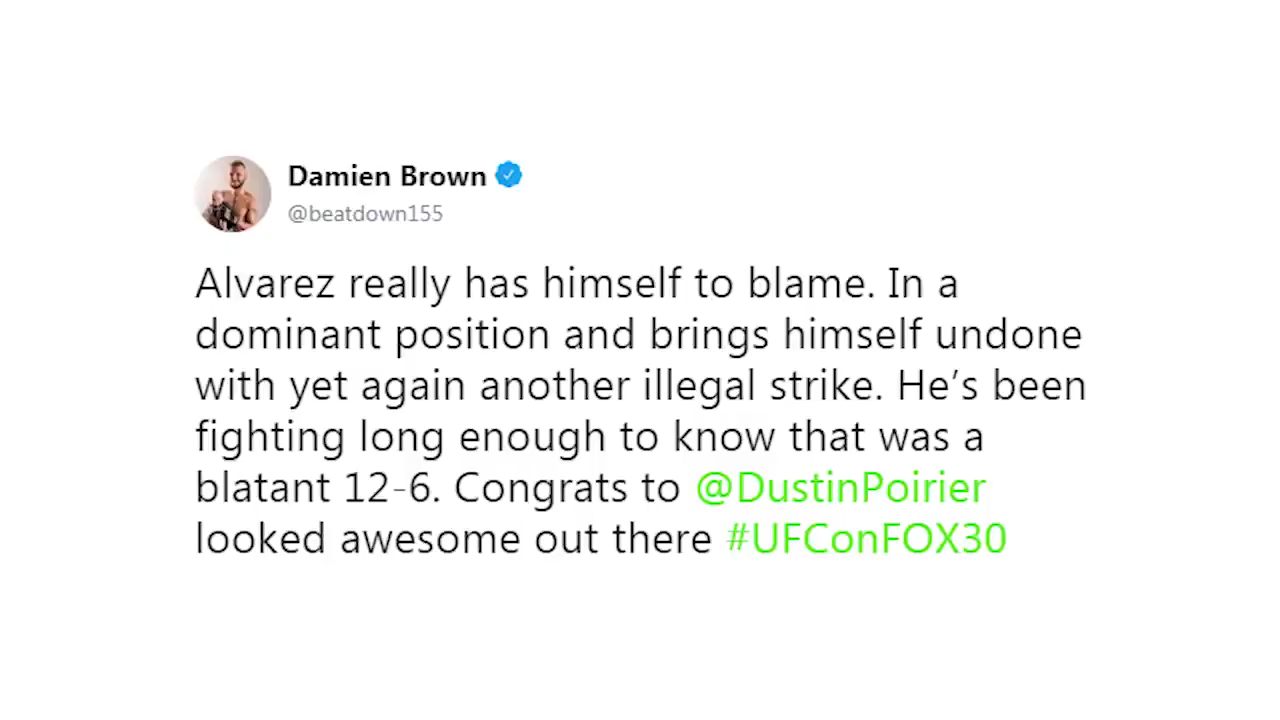 Damien Brown
@beatdown155
Alvarez really has himself to blame. In a
dominant position and brings himself undone
with yet again another illegal strike. He’s been
fighting long enough to know that was a
blatant 12-6. Congrats to @DustinPoirier
looked awesome out there #UFConFOX30